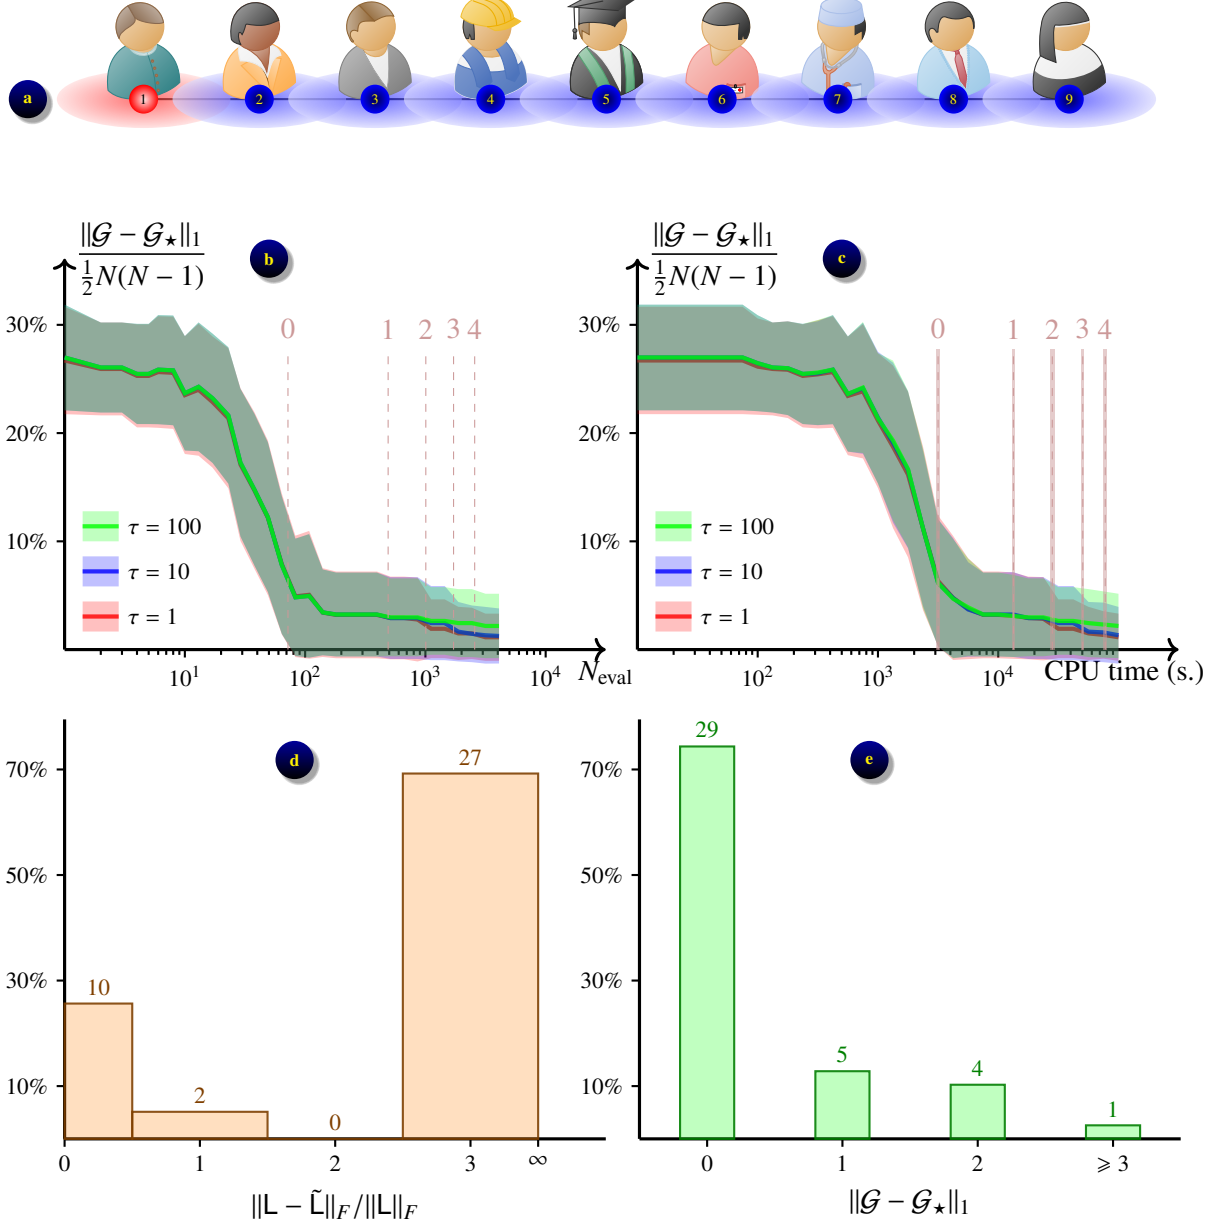 a 1 2 3 4 5 6 7 8 9
b
‖𝒢 − 𝒢⋆‖₁
½N(N − 1)
30%
20%
10%
0 1 2 3 4
τ = 100
τ = 10
τ = 1
10¹ 10² 10³ 10⁴ N_eval
c
‖𝒢 − 𝒢⋆‖₁
½N(N − 1)
30%
20%
10%
0 1 2 3 4
τ = 100
τ = 10
τ = 1
10² 10³ 10⁴ CPU time (s.)
d
70%
50%
30%
10%
10 2 0 27
0 1 2 3 ∞
‖L − L̃‖_F/‖L‖_F
e
70%
50%
30%
10%
29 5 4 1
0 1 2 ⩾ 3
‖𝒢 − 𝒢⋆‖₁